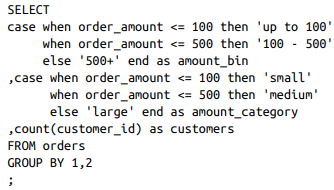 SELECT
case when order_amount <= 100 then 'up to 100'
     when order_amount <= 500 then '100 - 500'
     else '500+' end as amount_bin
,case when order_amount <= 100 then 'small'
      when order_amount <= 500 then 'medium'
      else 'large' end as amount_category
,count(customer_id) as customers
FROM orders
GROUP BY 1,2
;